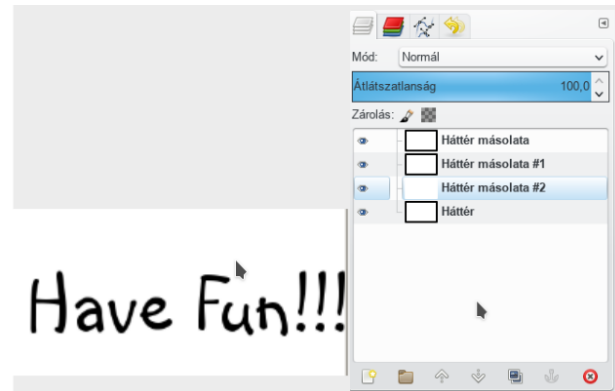 Mód: Normál
Átlátszatlanság 100,0
Zárolás:
Háttér másolata
Háttér másolata #1
Háttér másolata #2
Háttér
Have Fun!!!